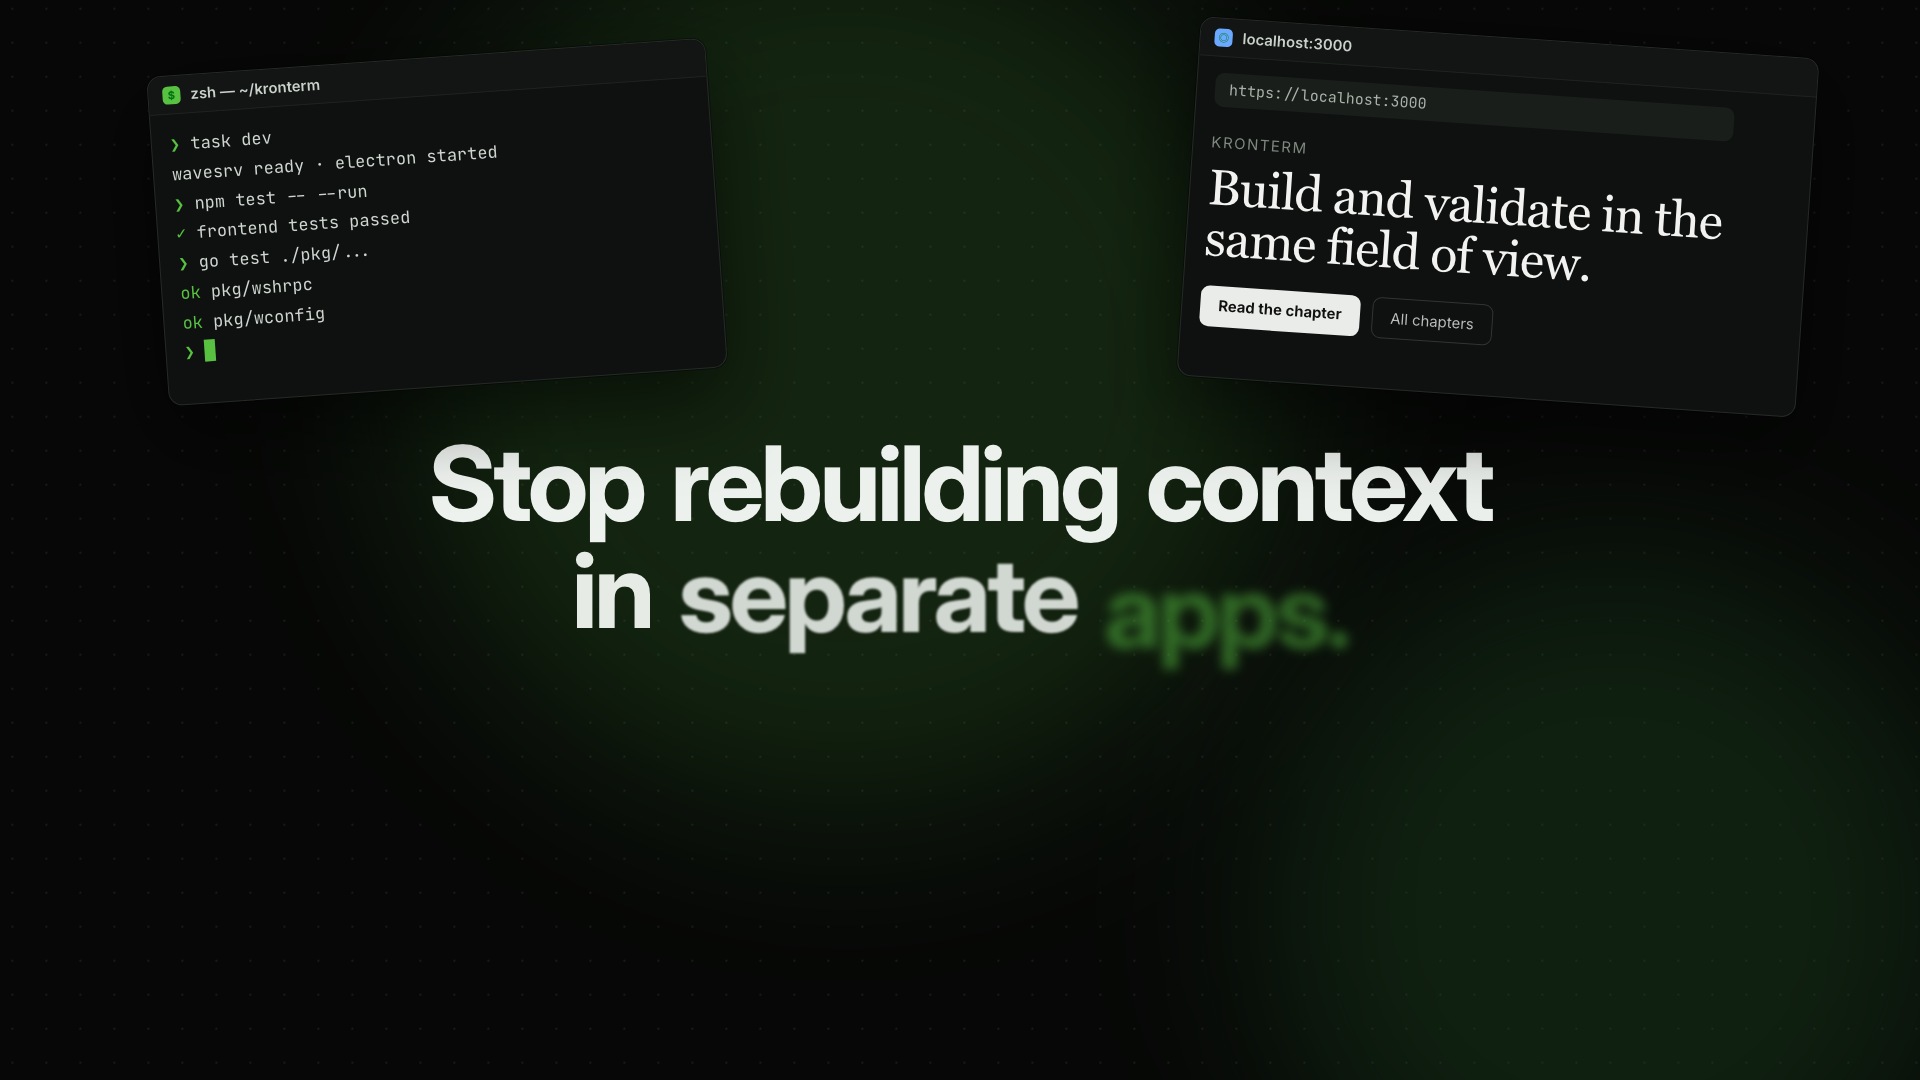 zsh — ~/kronterm
❯ task dev
wavesrv ready · electron started
❯ npm test -- --run
✓ frontend tests passed
❯ go test ./pkg/...
ok pkg/wshrpc
ok pkg/wconfig
❯
localhost:3000
https://localhost:3000
KRONTERM
Build and validate in the
same field of view.
Read the chapter
All chapters
Stop rebuilding context
in separate apps.